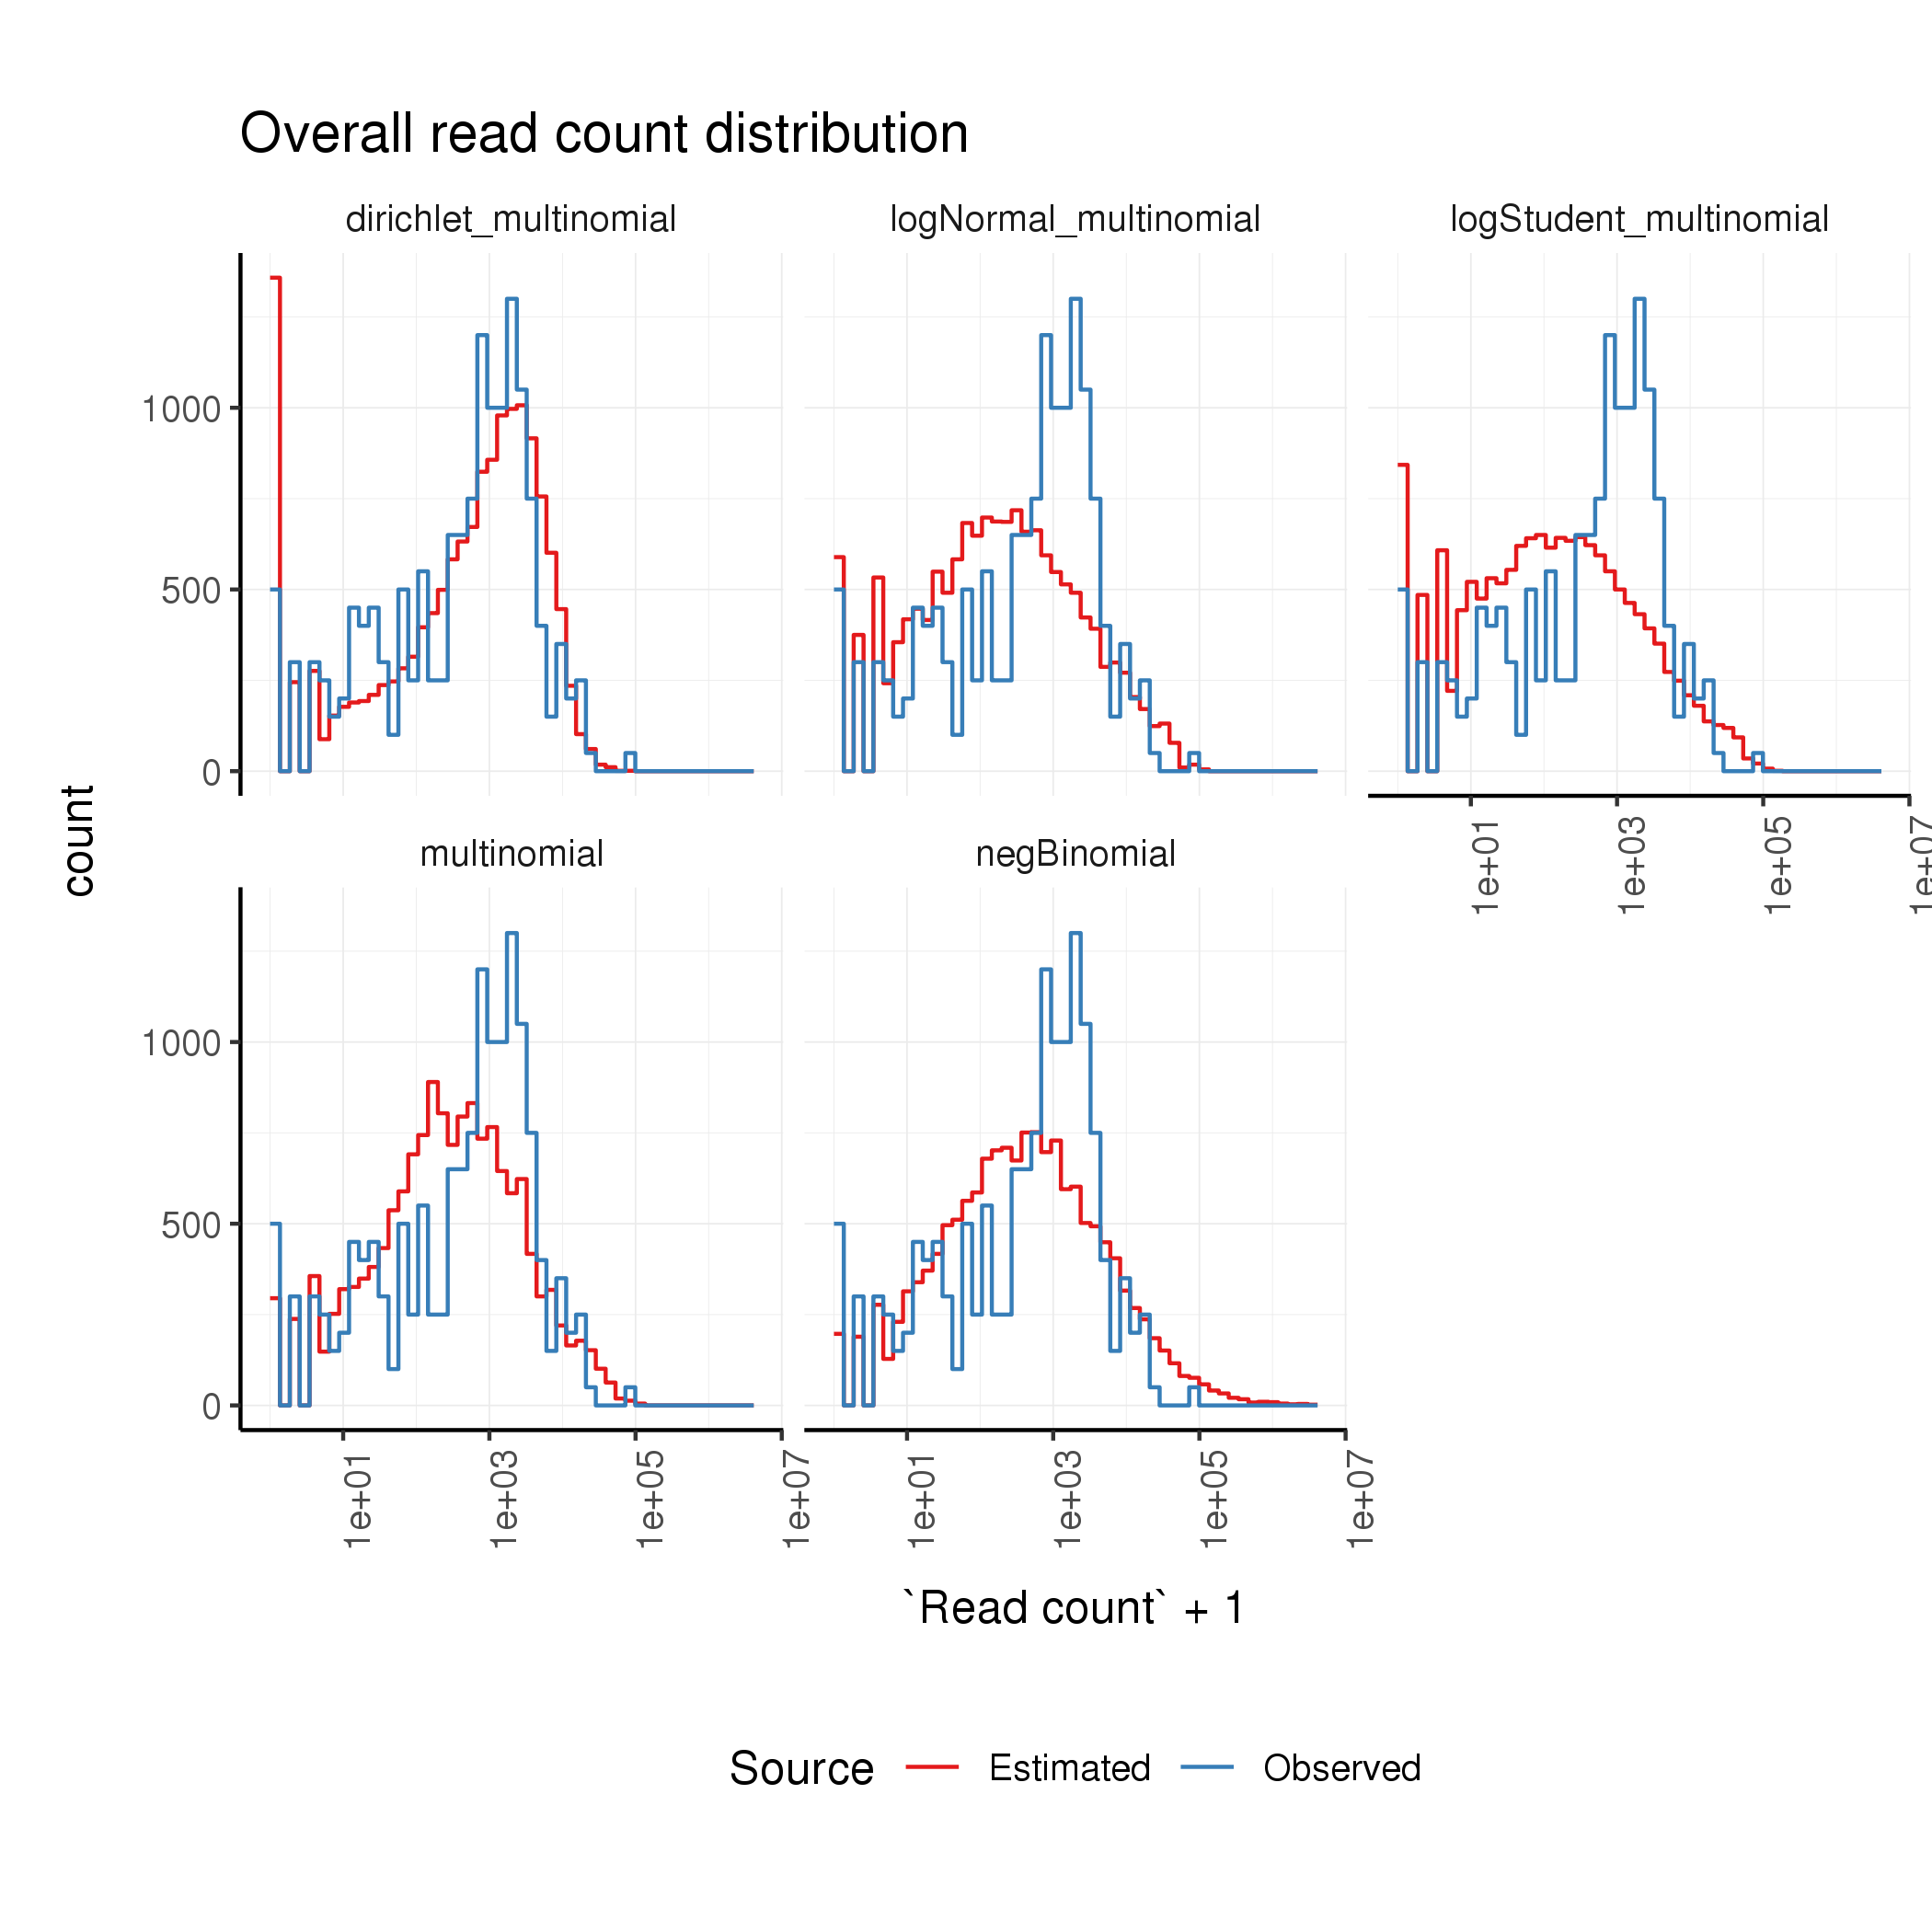 Overall read count distribution
dirichlet_multinomial
logNormal_multinomial
logStudent_multinomial
1000
500
0
count
1e+01
1e+03
1e+05
1e+07
multinomial
negBinomial
1000
500
0
1e+01
1e+03
1e+05
1e+07
1e+01
1e+03
1e+05
1e+07
`Read count` + 1
Source Estimated Observed